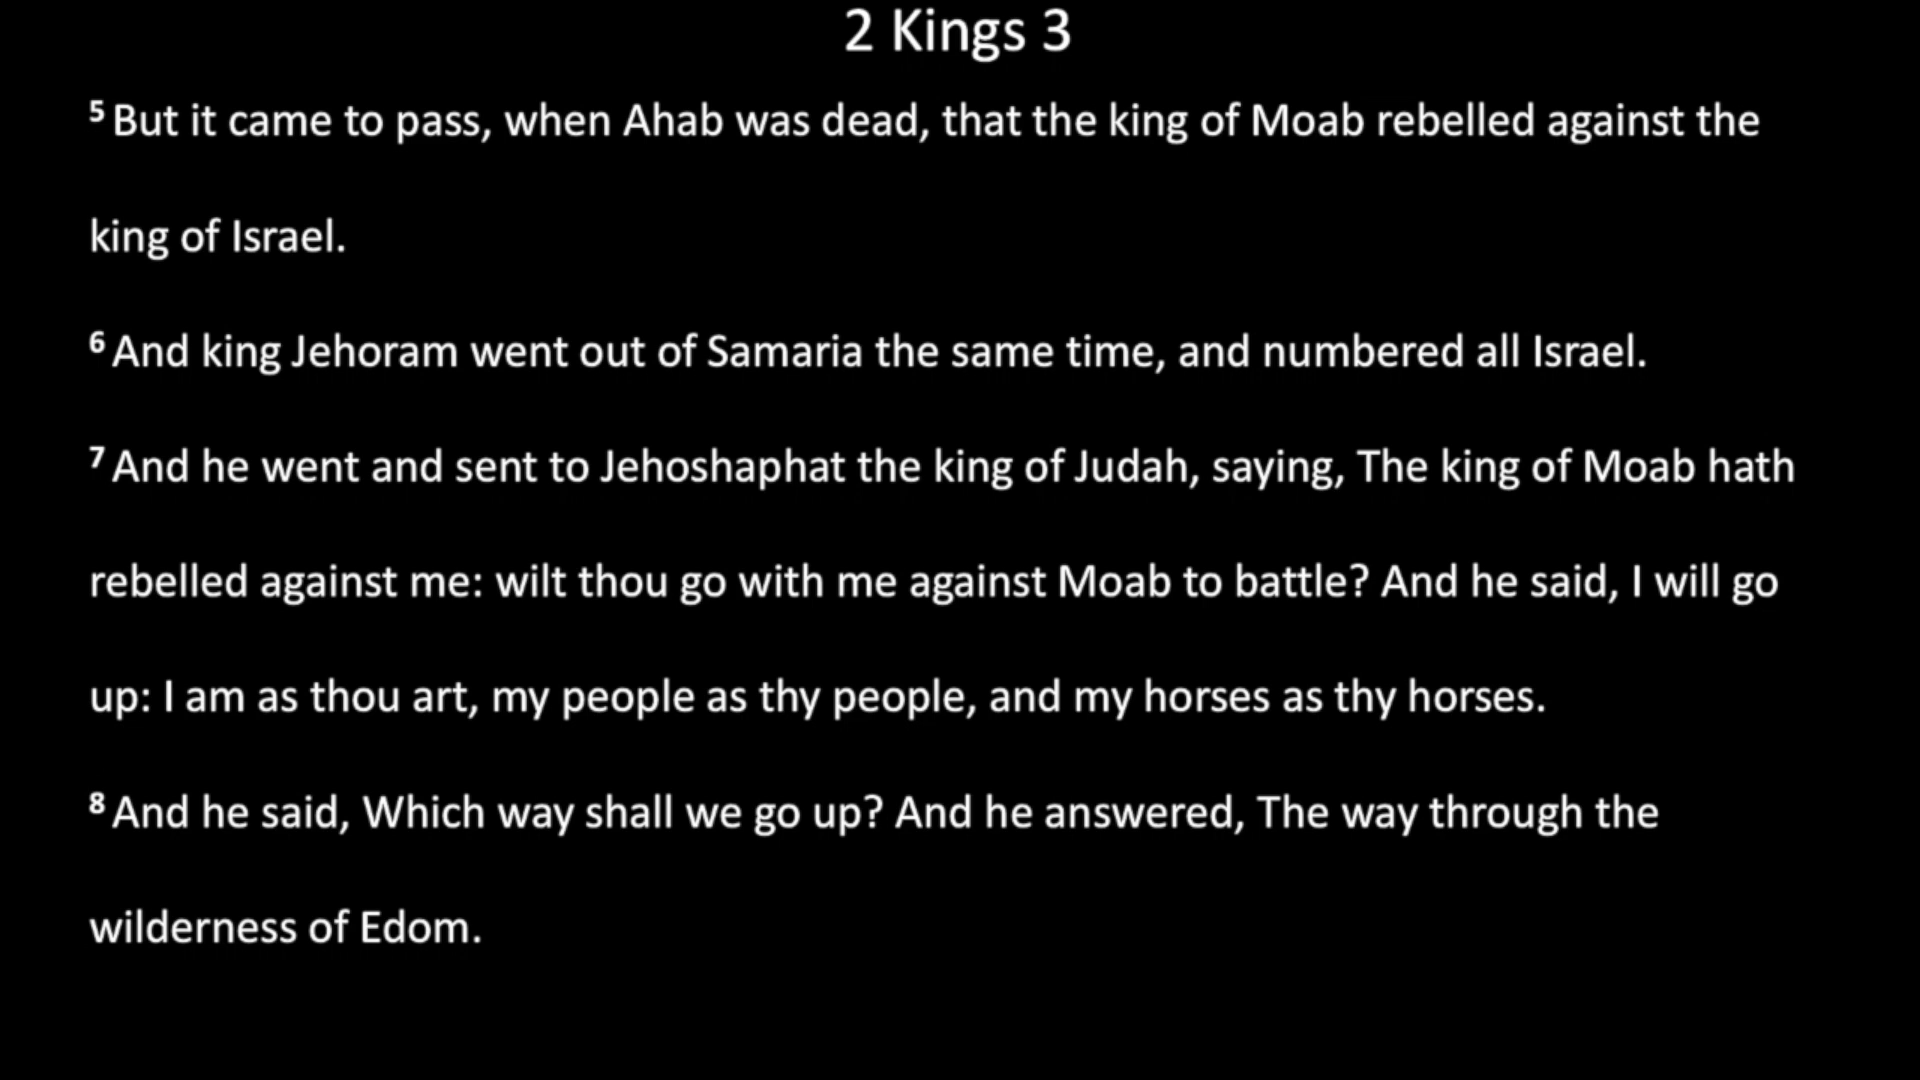 2 Kings 3
5 But it came to pass, when Ahab was dead, that the king of Moab rebelled against the
king of Israel.
6 And king Jehoram went out of Samaria the same time, and numbered all Israel.
7 And he went and sent to Jehoshaphat the king of Judah, saying, The king of Moab hath
rebelled against me: wilt thou go with me against Moab to battle? And he said, I will go
up: I am as thou art, my people as thy people, and my horses as thy horses.
8 And he said, Which way shall we go up? And he answered, The way through the
wilderness of Edom.